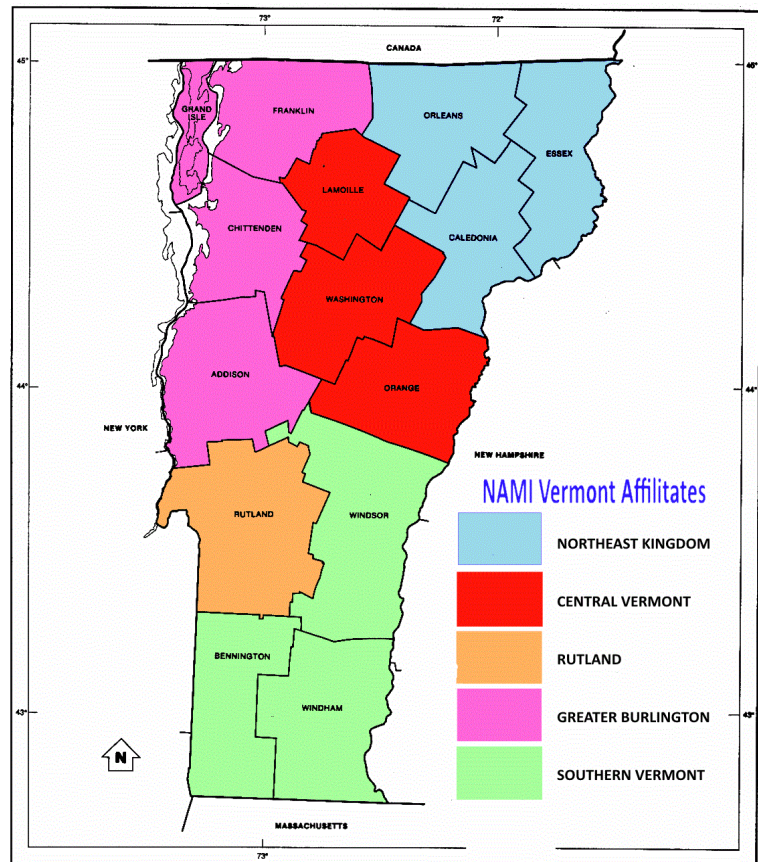 73°
72°
CANADA
45°
45°
GRAND
ISLE
FRANKLIN
ORLEANS
ESSEX
LAMOILLE
CHITTENDEN
CALEDONIA
WASHINGTON
ADDISON
ORANGE
44°
44°
NEW YORK
NEW HAMPSHIRE
NAMI Vermont Affilitates
RUTLAND
WINDSOR
NORTHEAST KINGDOM
CENTRAL VERMONT
RUTLAND
BENNINGTON
WINDHAM
43°
43°
GREATER BURLINGTON
N
SOUTHERN VERMONT
MASSACHUSETTS
73°